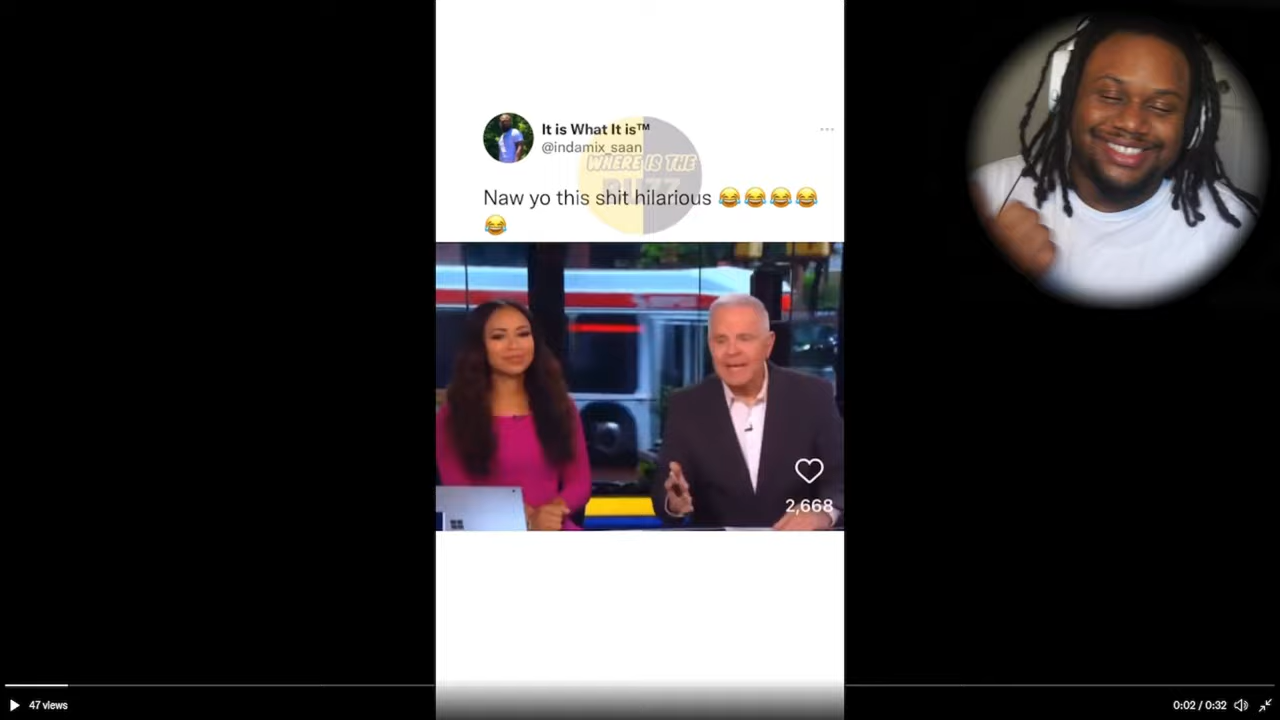 It is What It is™
@indamix_saan
WHERE IS THE
BUZZ
Naw yo this shit hilarious 😂😂😂😂
😂
2,668
47 views
0:02 / 0:32